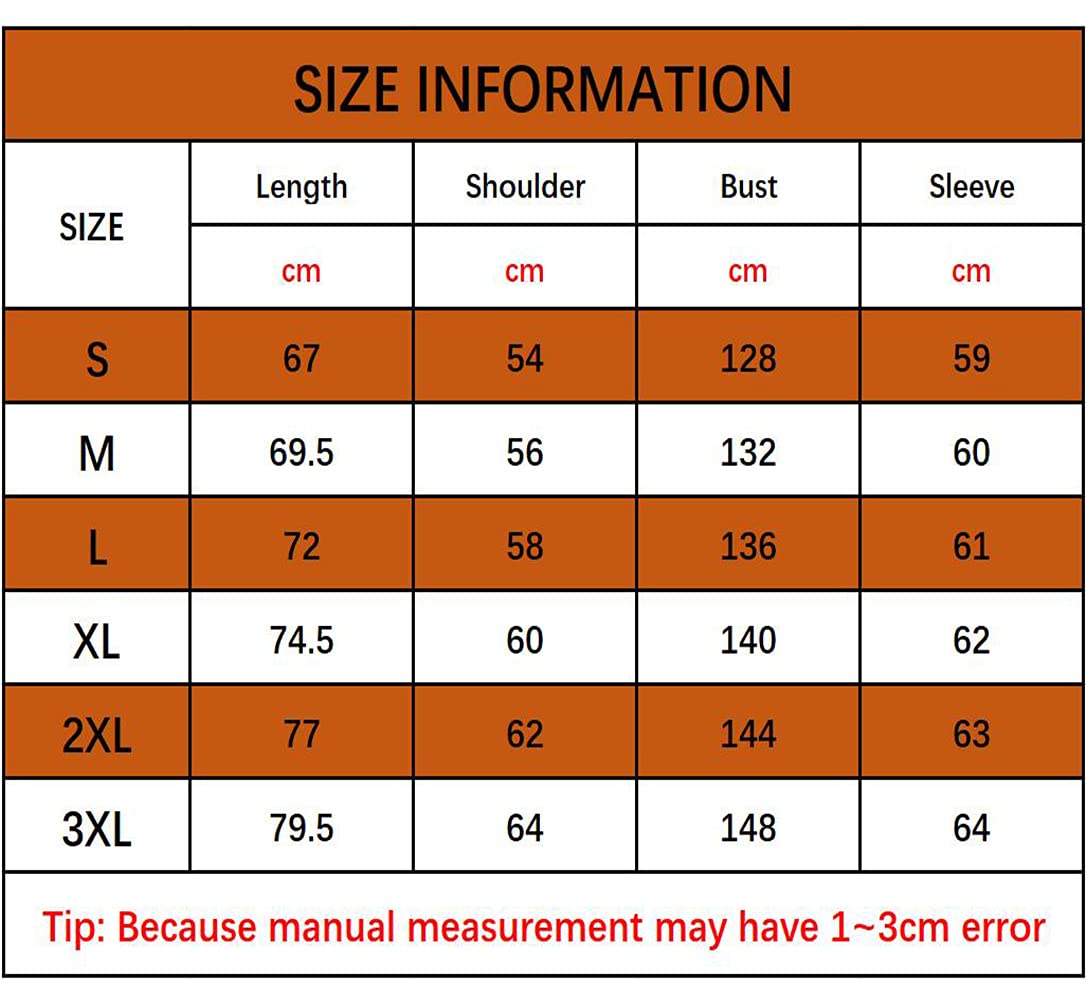 SIZE INFORMATION
SIZE Length Shoulder Bust Sleeve
cm cm cm cm
S 67 54 128 59
M 69.5 56 132 60
L 72 58 136 61
XL 74.5 60 140 62
2XL 77 62 144 63
3XL 79.5 64 148 64
Tip: Because manual measurement may have 1~3cm error